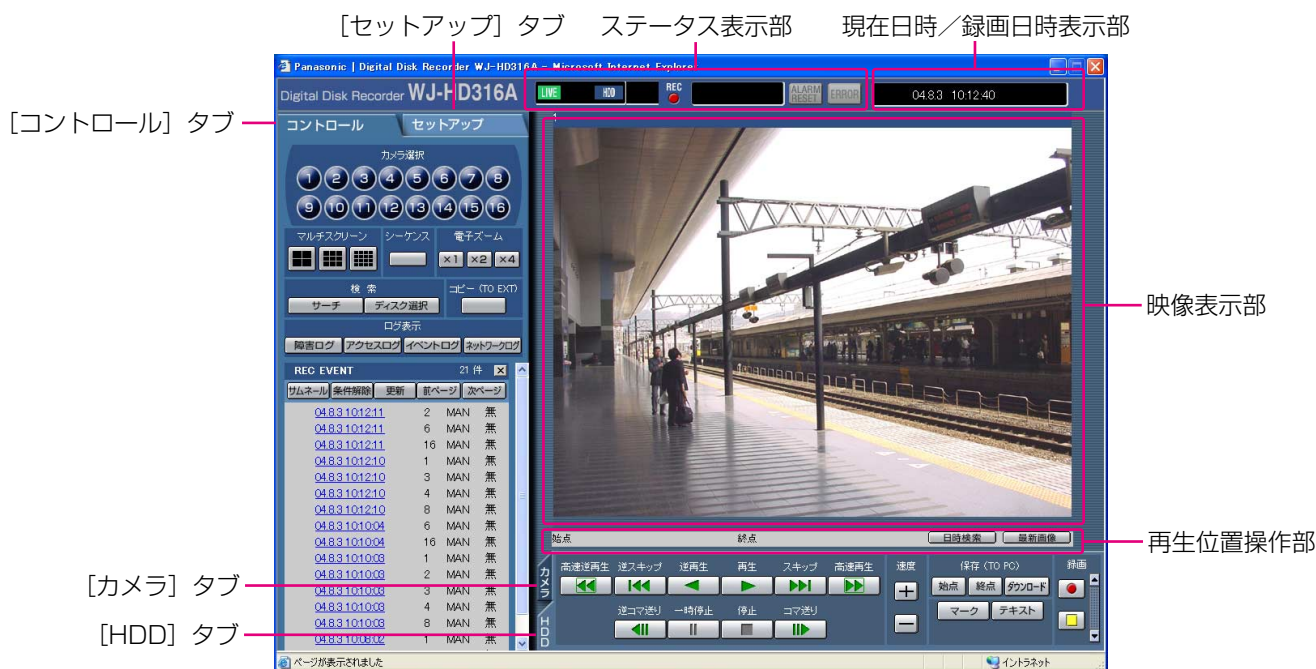 ［セットアップ］タブ
ステータス表示部
現在日時／録画日時表示部
Panasonic | Digital Disk Recorder WJ-HD316A - Microsoft Internet Explorer
Digital Disk Recorder WJ-HD316A
LIVE HDD REC ALARM RESET ERROR
04.8.3 10:12:40
［コントロール］タブ
コントロール セットアップ
カメラ選択
1 2 3 4 5 6 7 8
9 10 11 12 13 14 15 16
マルチスクリーン シーケンス 電子ズーム
×1 ×2 ×4
検 索 コピー (TO EXT)
サーチ ディスク選択
ログ表示
障害ログ アクセスログ イベントログ ネットワークログ
REC EVENT 21 件
サムネール 条件解除 更新 前ページ 次ページ
04.8.3 10:12:11 2 MAN 無
04.8.3 10:12:11 6 MAN 無
04.8.3 10:12:11 16 MAN 無
04.8.3 10:12:10 1 MAN 無
04.8.3 10:12:10 3 MAN 無
04.8.3 10:12:10 4 MAN 無
04.8.3 10:12:10 8 MAN 無
04.8.3 10:10:04 6 MAN 無
04.8.3 10:10:04 16 MAN 無
04.8.3 10:10:03 1 MAN 無
04.8.3 10:10:03 2 MAN 無
04.8.3 10:10:03 3 MAN 無
04.8.3 10:10:03 4 MAN 無
04.8.3 10:10:03 8 MAN 無
04.8.3 10:08:02 1 MAN 無
映像表示部
始点 終点 日時検索 最新画像
再生位置操作部
［カメラ］タブ
［HDD］タブ
カメラ
HDD
高速逆再生 逆スキップ 逆再生 再生 スキップ 高速再生
逆コマ送り 一時停止 停止 コマ送り
速度
保存 (TO PC)
始点 終点 ダウンロード
マーク テキスト
録画
ページが表示されました
イントラネット